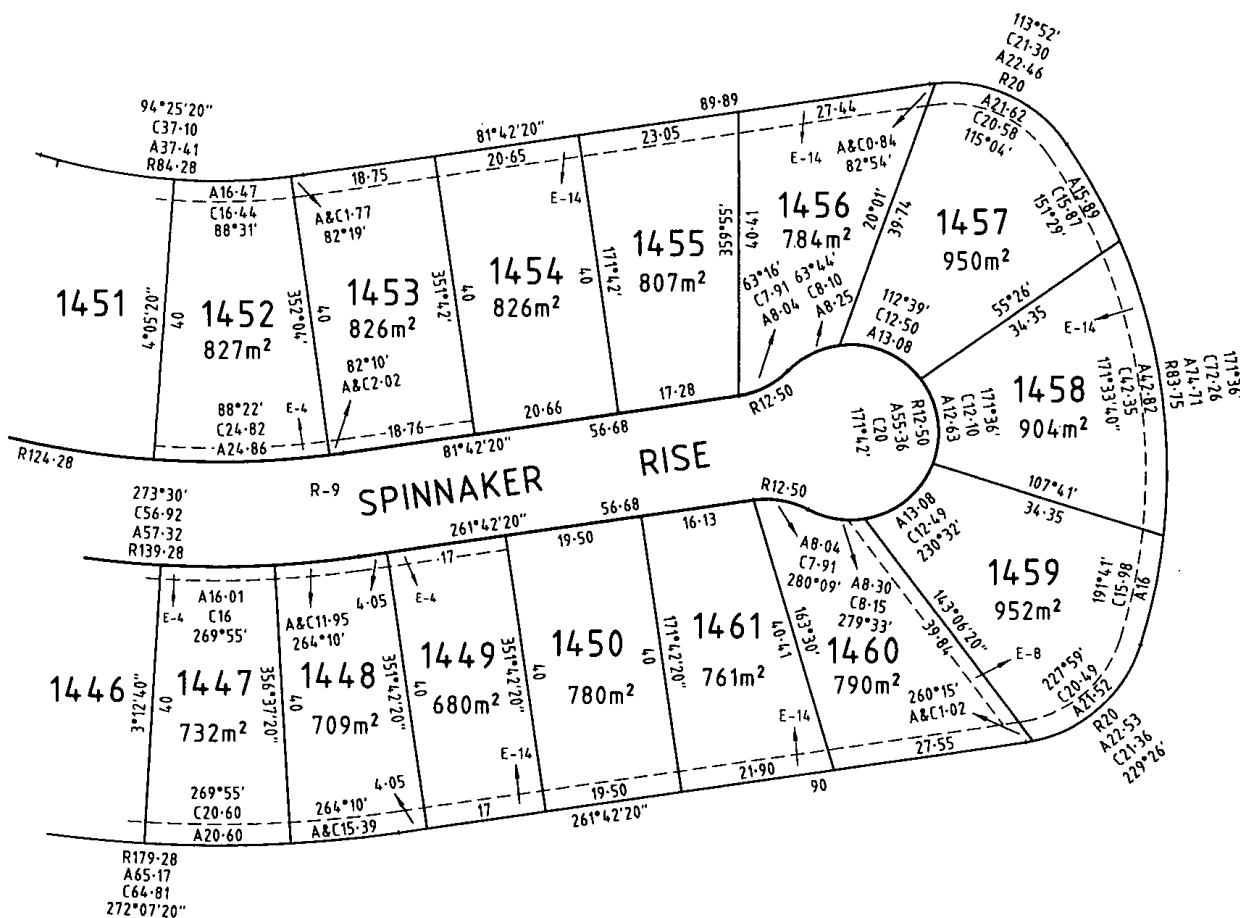 113°52'
C21·30
A22·46
R20
94°25'20"
C37·10
A37·41
R84·28
89·89
81°42'20"
27·44
23·05
20·65
18·75
A21·62
C20·58
115°04'
A&C0·84
82°54'
E-14
E-14
A16·47
C16·44
88°31'
A&C1·77
82°19'
A15·89
C15·87
151°29'
1451
4°05'20"
40
1452
827m²
352°04'
40
1453
826m²
351°42'
40
1454
826m²
171°42'
40
1455
807m²
359°55'
40·41
1456
784m²
20°01'
39·74
1457
950m²
63°16'
C7·91
A8·04
63°44'
C8·10
A8·25
112°39'
C12·50
A13·08
55°26'
34·35
E-14
82°10'
A&C2·02
88°22'
C24·82
A24·86
E-4
18·76
20·66
17·28
81°42'20"
56·68
R12·50
R124·28
R12·50
A55·36
C20
171°42'
171°36'
C12·10
A12·63
1458
904m²
A42·82
C42·35
171°33'40"
171°36'
C72·26
A74·71
R83·75
R-9
SPINNAKER RISE
273°30'
C56·92
A57·32
R139·28
261°42'20"
56·68
R12·50
107°41'
34·35
17
19·50
16·13
A13·08
C12·49
230°32'
A8·04
C7·91
280°09'
A8·30
C8·15
279°33'
A16·01
C16
269°55'
E-4
A&C11·95
264°10'
4·05
E-4
1446
3°12'40"
40
1447
732m²
356°37'20"
40
1448
709m²
351°42'20"
40
1449
680m²
351°42'20"
40
1450
780m²
171°42'20"
40
1461
761m²
163°30'
40·41
1460
790m²
39·84
143°06'20"
E-8
1459
952m²
191°41'
C15·98
A16
227°59'
C20·49
A21·52
R20
A22·53
C21·36
229°26'
260°15'
A&C1·02
E-14
E-14
269°55'
C20·60
A20·60
264°10'
A&C15·39
4·05
17
19·50
21·90
27·55
261°42'20"
90
R179·28
A65·17
C64·81
272°07'20"